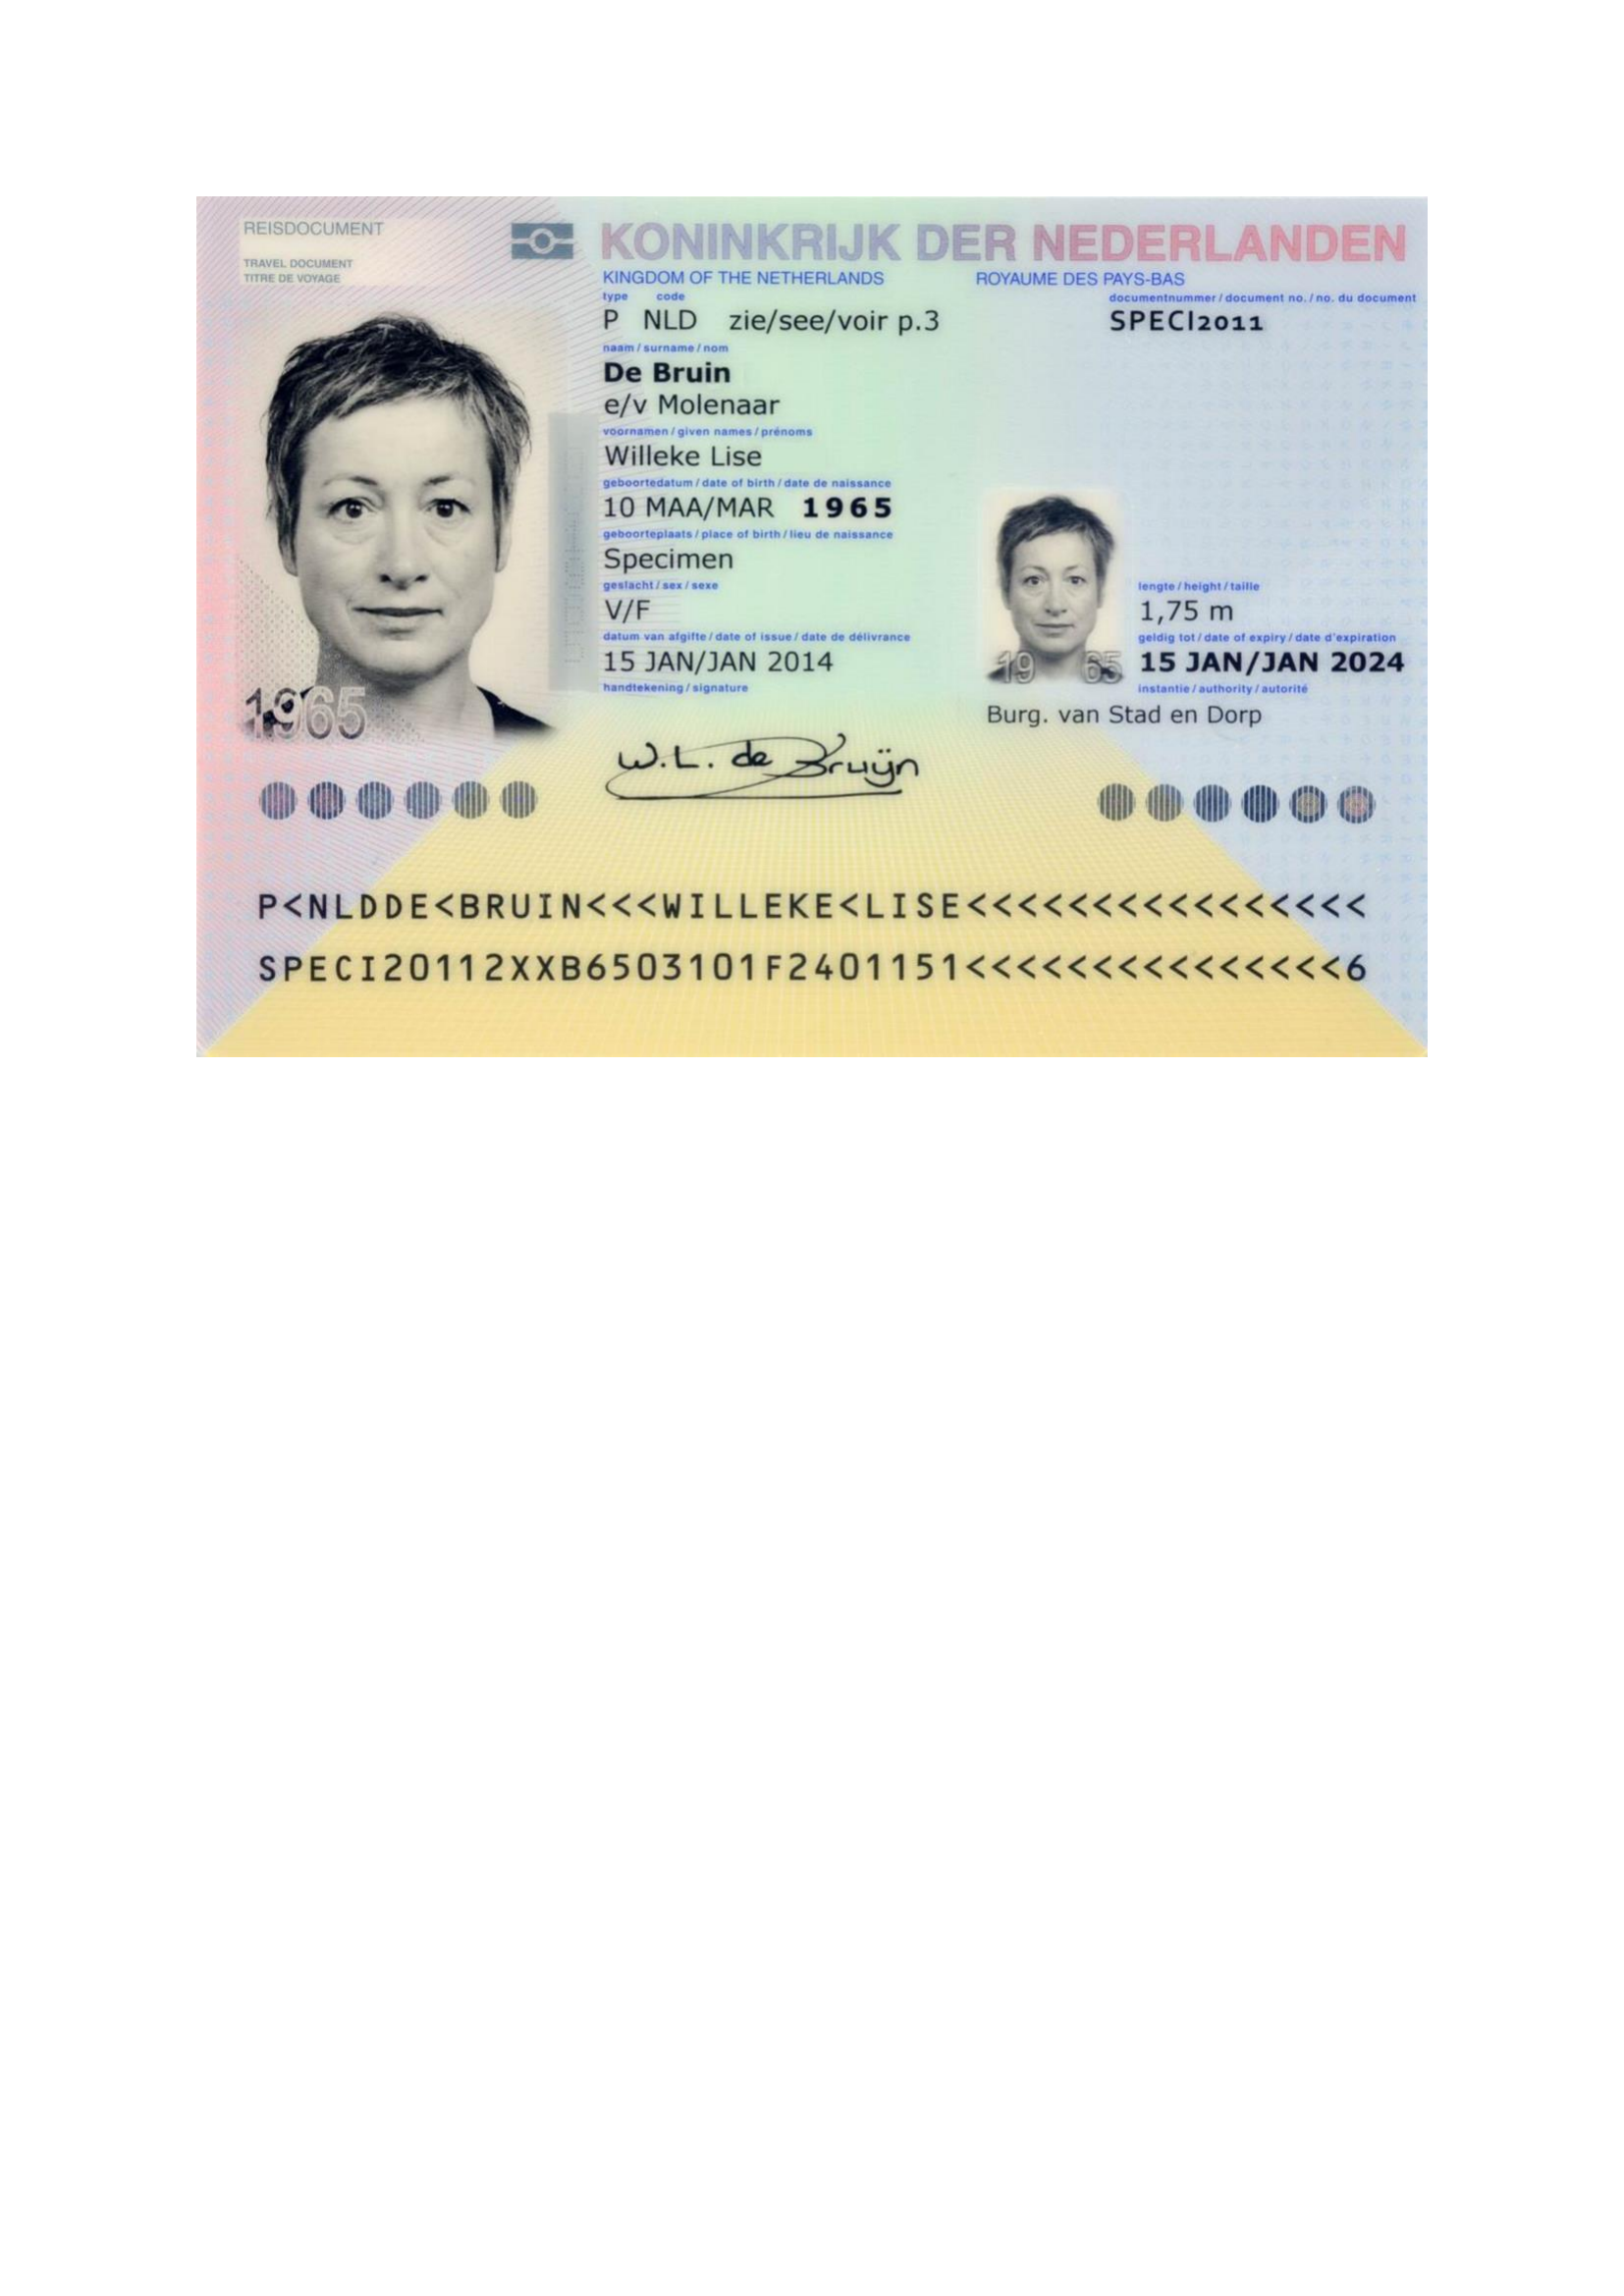 REISDOCUMENT
TRAVEL DOCUMENT
TITRE DE VOYAGE
KONINKRIJK DER NEDERLANDEN
KINGDOM OF THE NETHERLANDS ROYAUME DES PAYS-BAS
type code documentnummer / document no. / no. du document
P NLD zie/see/voir p.3 SPECI2011
naam / surname / nom
De Bruin
e/v Molenaar
voornamen / given names / prénoms
Willeke Lise
geboortedatum / date of birth / date de naissance
10 MAA/MAR 1965
geboorteplaats / place of birth / lieu de naissance
Specimen
geslacht / sex / sexe lengte / height / taille
V/F 1,75 m
datum van afgifte / date of issue / date de délivrance geldig tot / date of expiry / date d'expiration
15 JAN/JAN 2014 15 JAN/JAN 2024
handtekening / signature instantie / authority / autorité
Burg. van Stad en Dorp
1965
19 65
W.L. de Bruijn
P<NLDDE<BRUIN<<<WILLEKE<LISE<<<<<<<<<<<<<<<<
SPECI20112XXB6503101F2401151<<<<<<<<<<<<<<<6